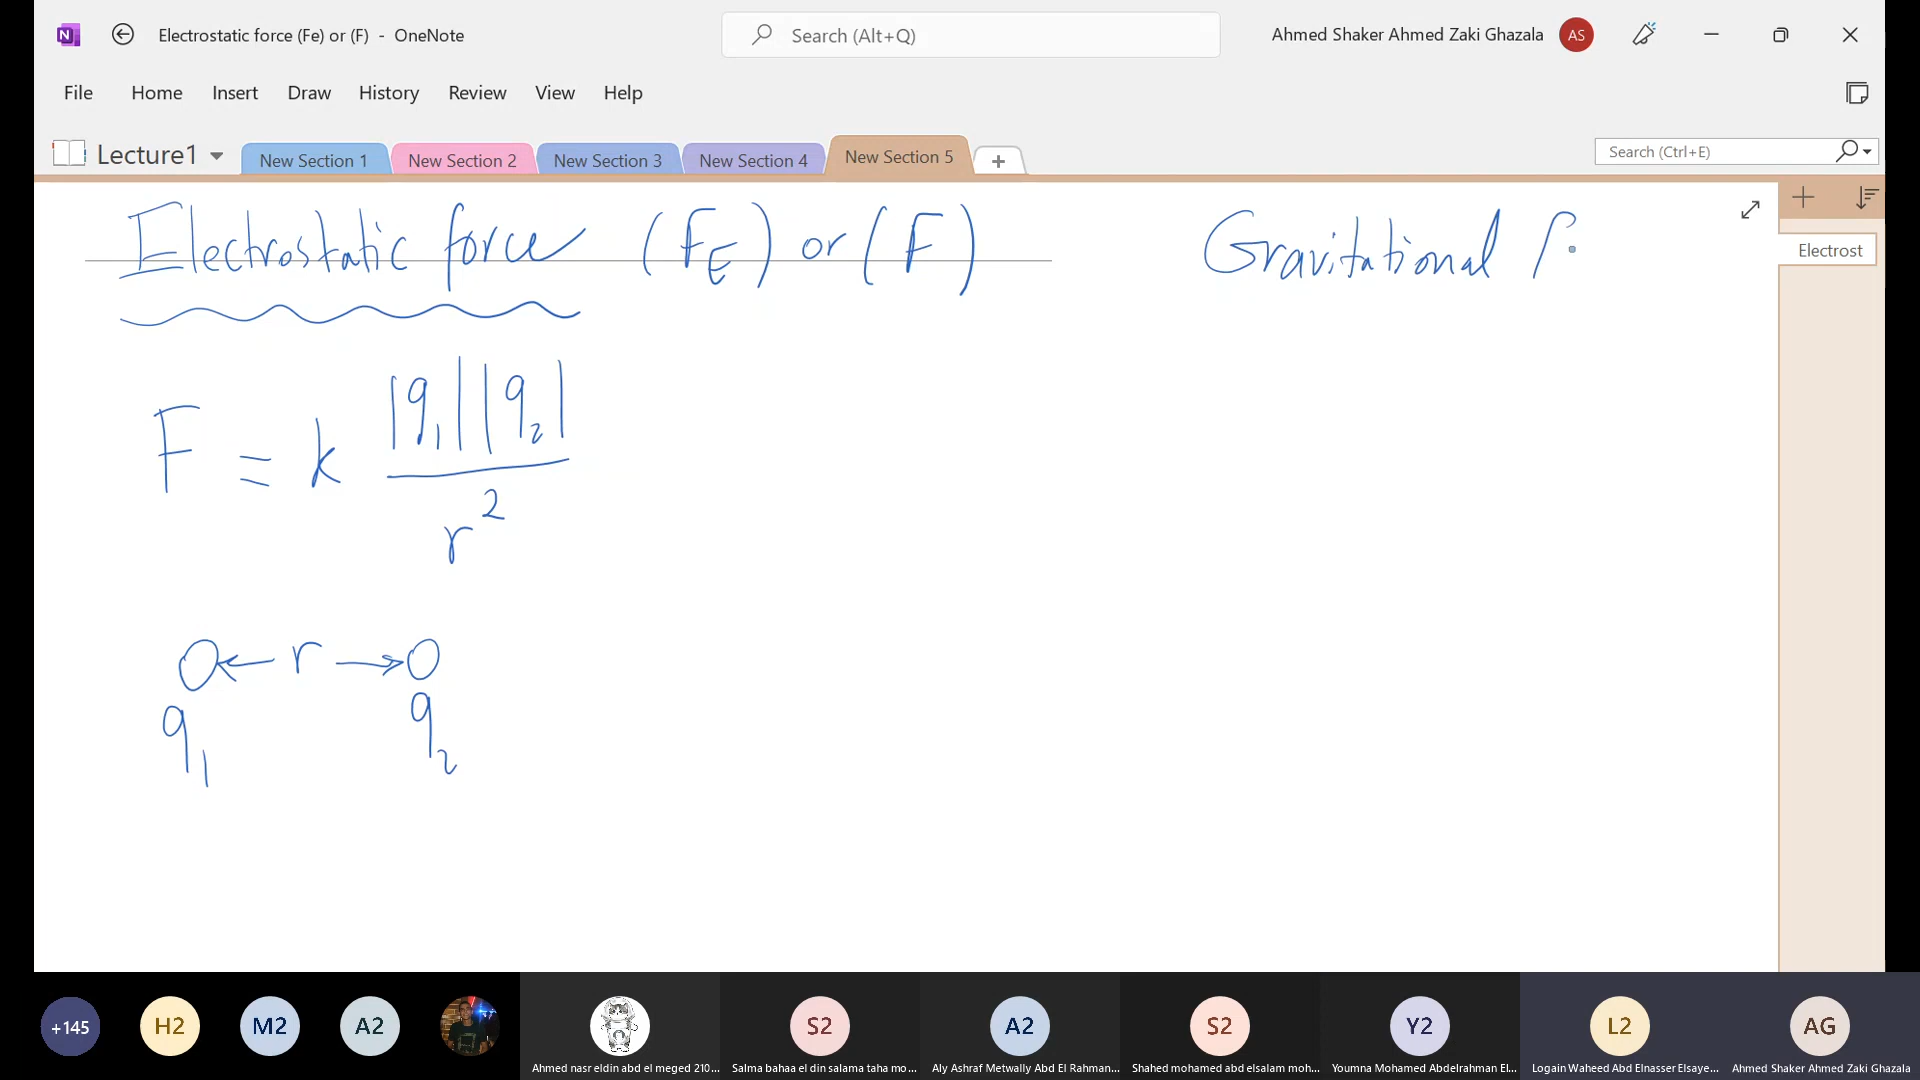 Electrostatic force (Fe) or (F) - OneNote
Search (Alt+Q)
Ahmed Shaker Ahmed Zaki Ghazala
AS
File Home Insert Draw History Review View Help
Lecture1
New Section 1
New Section 2
New Section 3
New Section 4
New Section 5
+
Search (Ctrl+E)
Electrostatic force (F_E) or (F)
Gravitational
Electrost
F = k |q₁| |q₂|
r²
r
q₁ q₂
+145 H2 M2 A2 S2 A2 S2 Y2 L2 AG
Ahmed nasr eldin abd el meged 210...
Salma bahaa el din salama taha mo...
Aly Ashraf Metwally Abd El Rahman...
Shahed mohamed abd elsalam moh...
Youmna Mohamed Abdelrahman El...
Logain Waheed Abd Elnasser Elsaye...
Ahmed Shaker Ahmed Zaki Ghazala